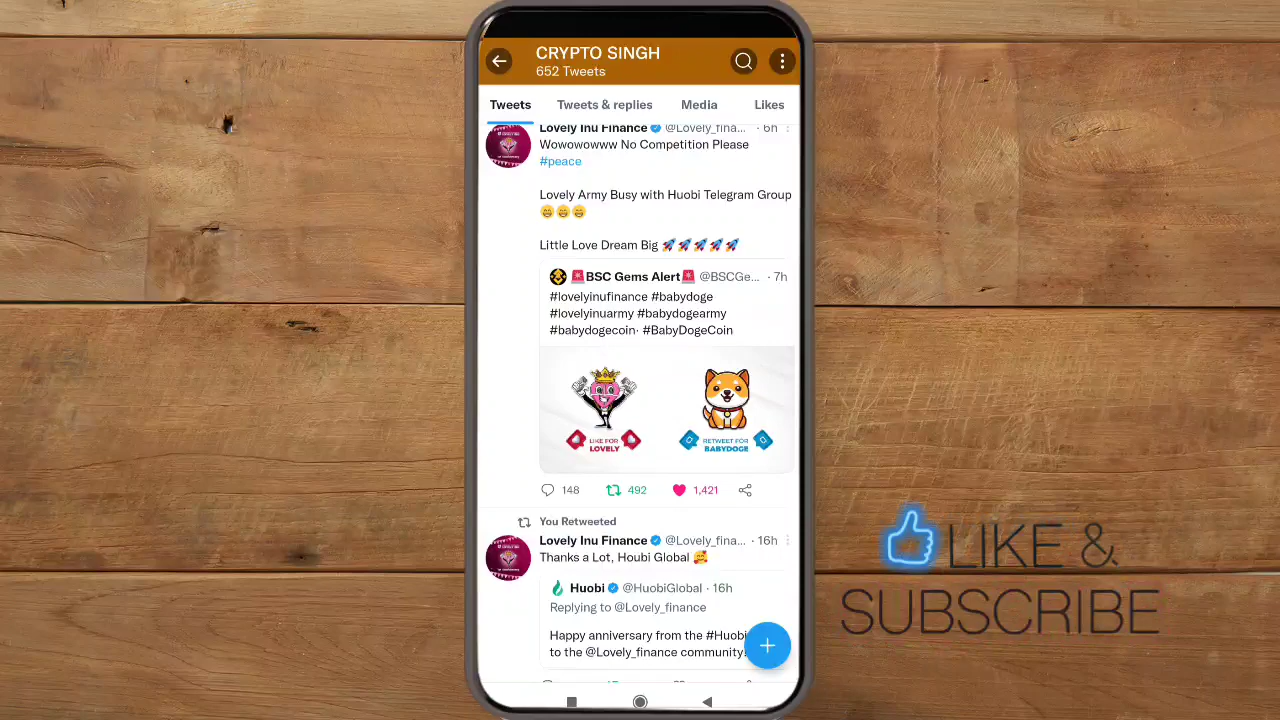 CRYPTO SINGH
652 Tweets
Tweets
Tweets & replies
Media
Likes
Lovely Inu Finance @Lovely_fina... · 6h
Wowowowww No Competition Please
#peace
Lovely Army Busy with Huobi Telegram Group
😁😁😁
Little Love Dream Big 🚀🚀🚀🚀🚀
🚨BSC Gems Alert🚨 @BSCGe... · 7h
#lovelyinufinance #babydoge
#lovelyinuarmy #babydogearmy
#babydogecoin· #BabyDogeCoin
LIKE FOR
LOVELY
RETWEET FOR
BABYDOGE
148
492
1,421
You Retweeted
Lovely Inu Finance @Lovely_fina... · 16h
Thanks a Lot, Houbi Global 🥰
Huobi @HuobiGlobal · 16h
Replying to @Lovely_finance
Happy anniversary from the #Huobi
to the @Lovely_finance community!
LIKE &
SUBSCRIBE